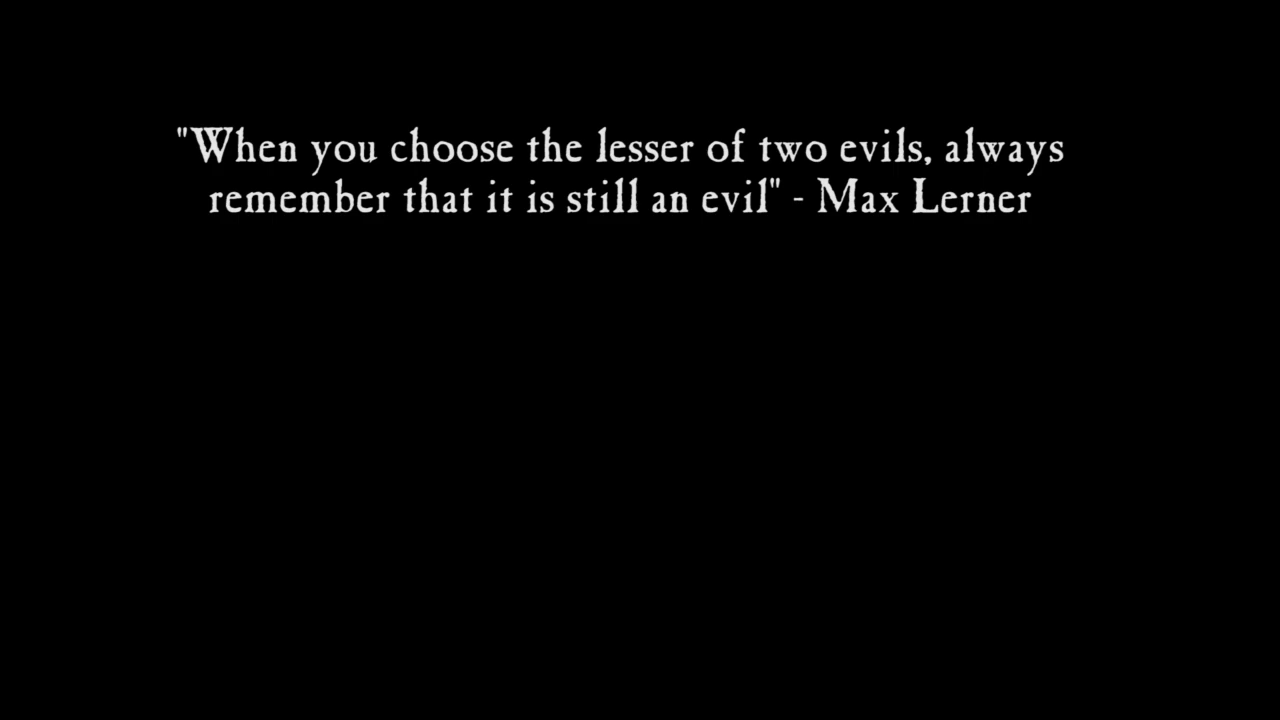 "When you choose the lesser of two evils, always
remember that it is still an evil" - Max Lerner